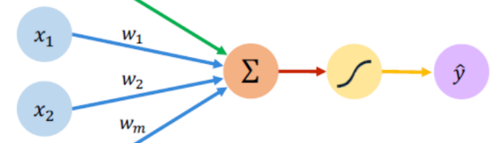 x₁
w₁
Σ
ŷ
w₂
x₂
wₘ